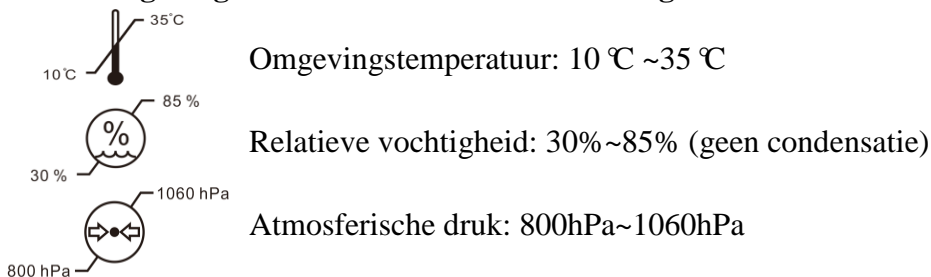 35℃
10℃
Omgevingstemperatuur: 10 ℃ ~35 ℃
85 %
%
Relatieve vochtigheid: 30%~85% (geen condensatie)
30 %
1060 hPa
Atmosferische druk: 800hPa~1060hPa
800 hPa